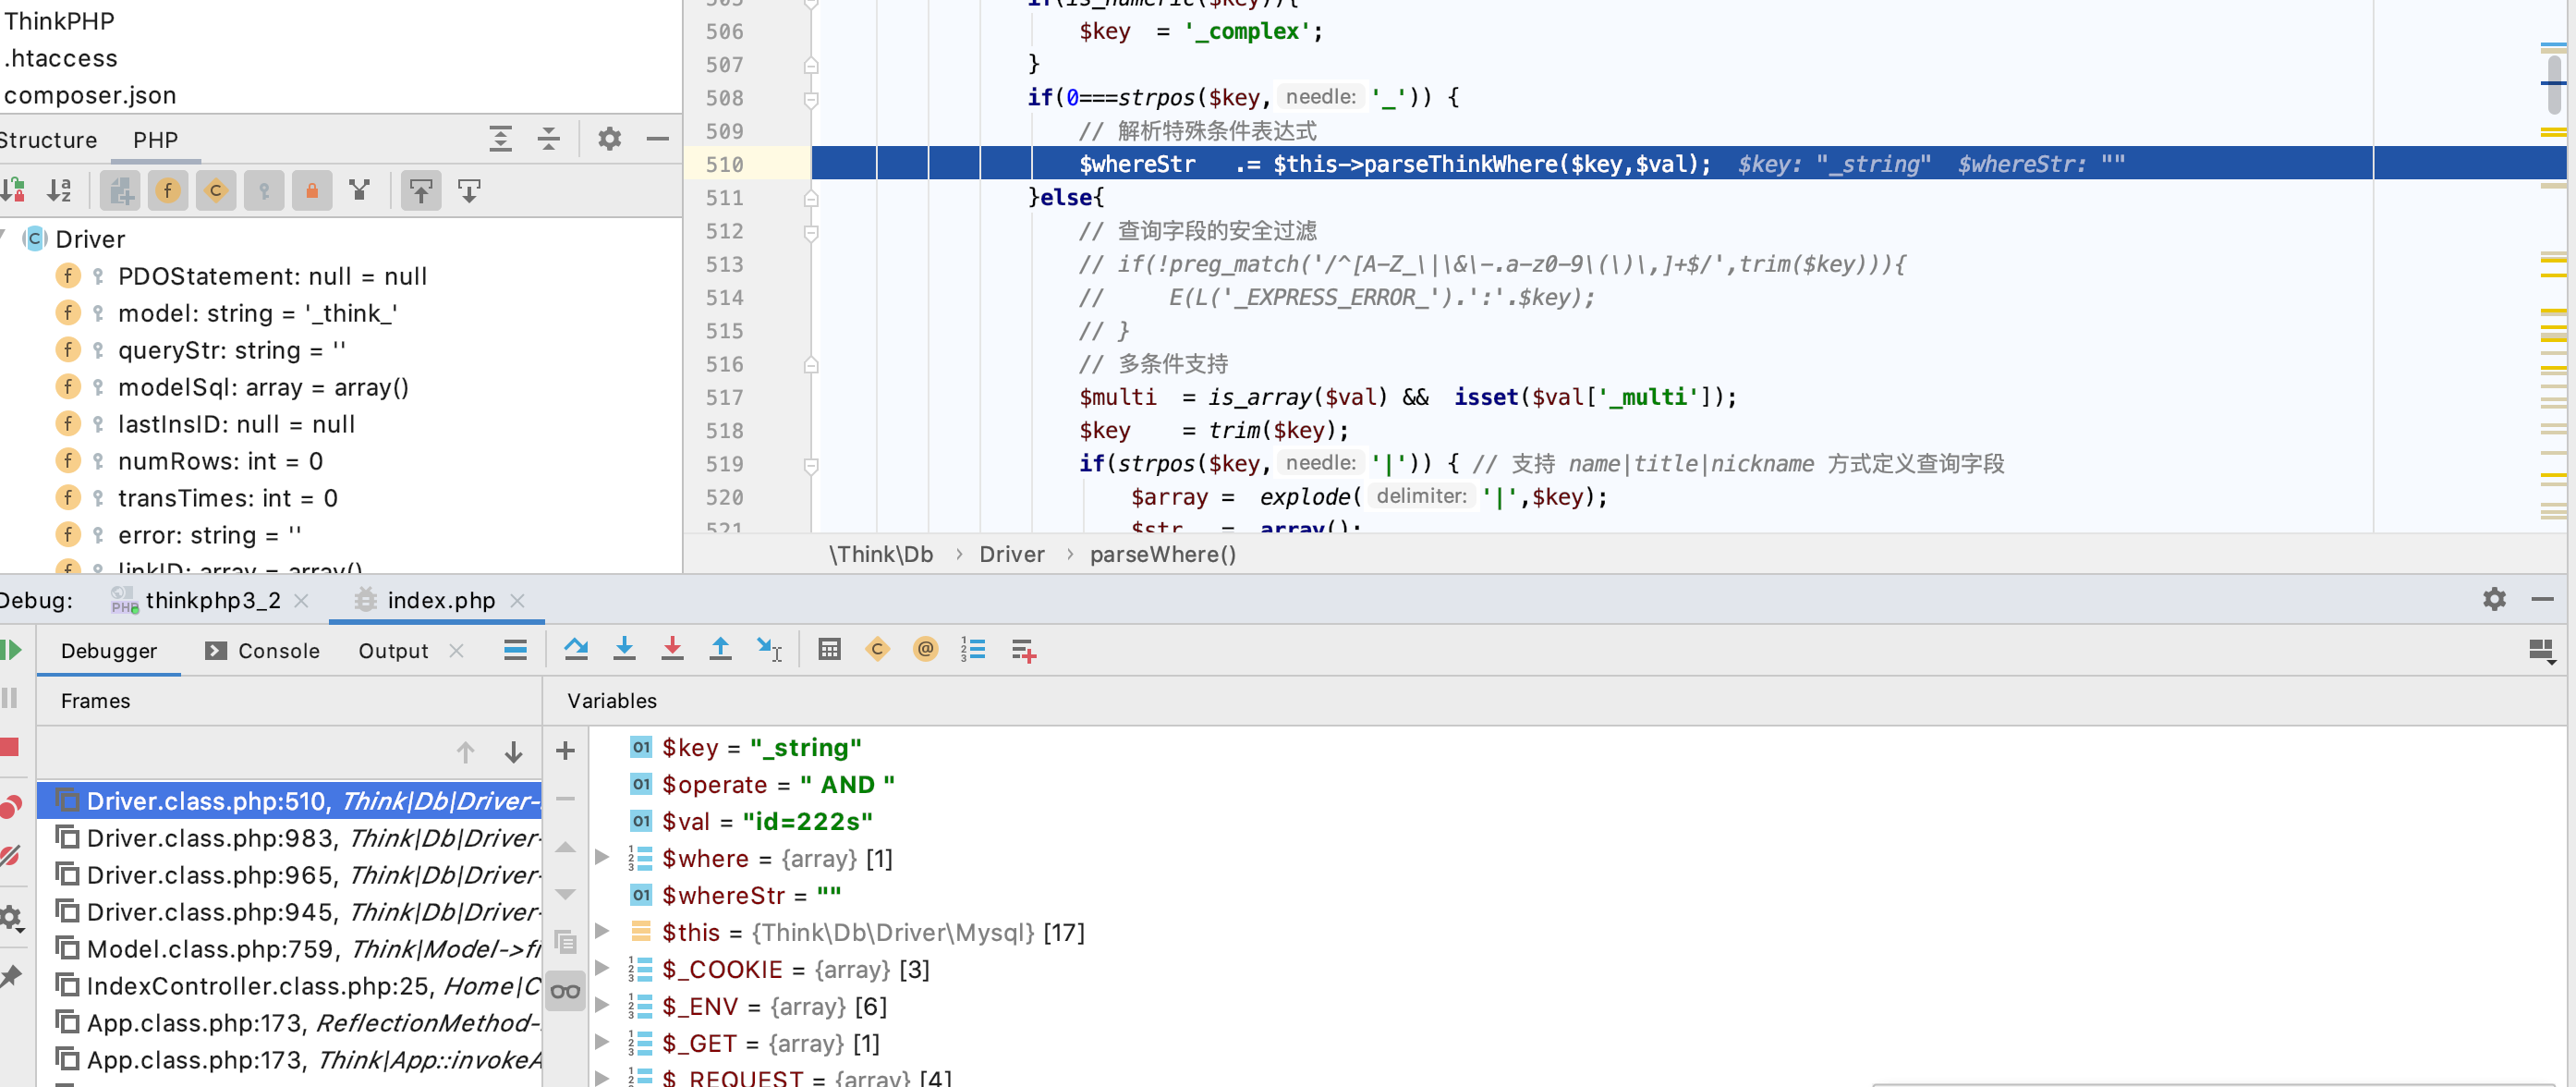 ThinkPHP
.htaccess
composer.json
Structure PHP
Driver
PDOStatement: null = null
model: string = '_think_'
queryStr: string = ''
modelSql: array = array()
lastInsID: null = null
numRows: int = 0
transTimes: int = 0
error: string = ''
linkID: array = array()
505 if(is_numeric($key)){
506 $key = '_complex';
507 }
508 if(0===strpos($key, needle: '_')) {
509 // 解析特殊条件表达式
510 $whereStr .= $this->parseThinkWhere($key,$val); $key: "_string" $whereStr: ""
511 }else{
512 // 查询字段的安全过滤
513 // if(!preg_match('/^[A-Z_\|\&\-.a-z0-9\(\)\,]+$/',trim($key))){
514 // E(L('_EXPRESS_ERROR_').':'.$key);
515 // }
516 // 多条件支持
517 $multi = is_array($val) && isset($val['_multi']);
518 $key = trim($key);
519 if(strpos($key, needle: '|')) { // 支持 name|title|nickname 方式定义查询字段
520 $array = explode( delimiter: '|',$key);
521 $str = array();
\Think\Db › Driver › parseWhere()
Debug: thinkphp3_2 index.php
Debugger Console Output
Frames
Driver.class.php:510, Think|Db|Driver-
Driver.class.php:983, Think|Db|Driver-
Driver.class.php:965, Think|Db|Driver-
Driver.class.php:945, Think|Db|Driver-
Model.class.php:759, Think|Model->fi
IndexController.class.php:25, Home|C
App.class.php:173, ReflectionMethod-
App.class.php:173, Think|App::invokeA
Variables
$key = "_string"
$operate = " AND "
$val = "id=222s"
$where = {array} [1]
$whereStr = ""
$this = {Think\Db\Driver\Mysql} [17]
$_COOKIE = {array} [3]
$_ENV = {array} [6]
$_GET = {array} [1]
$_REQUEST = {array} [4]